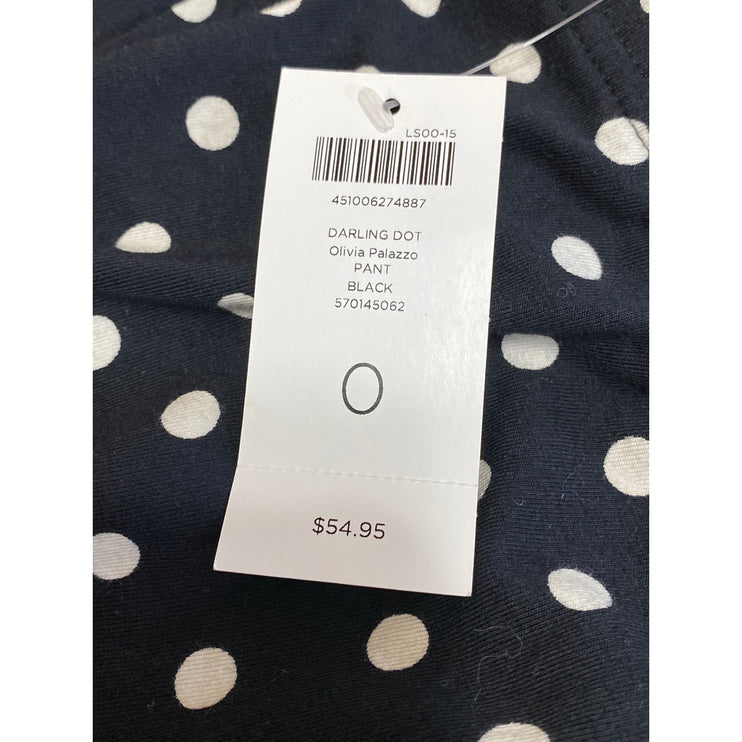 LS00-15
451006274887
DARLING DOT
Olivia Palazzo
PANT
BLACK
570145062
0
$54.95